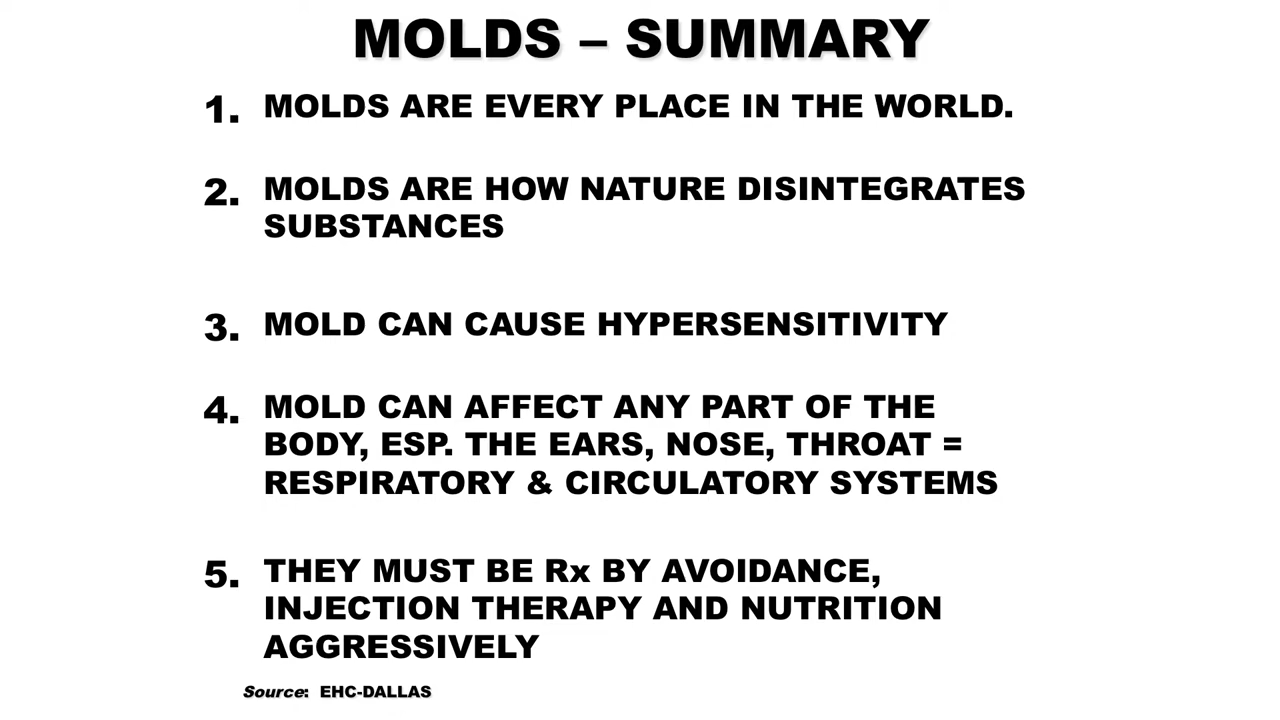 MOLDS – SUMMARY
1. MOLDS ARE EVERY PLACE IN THE WORLD.
2. MOLDS ARE HOW NATURE DISINTEGRATES
SUBSTANCES
3. MOLD CAN CAUSE HYPERSENSITIVITY
4. MOLD CAN AFFECT ANY PART OF THE
BODY, ESP. THE EARS, NOSE, THROAT =
RESPIRATORY & CIRCULATORY SYSTEMS
5. THEY MUST BE Rx BY AVOIDANCE,
INJECTION THERAPY AND NUTRITION
AGGRESSIVELY
Source: EHC-DALLAS